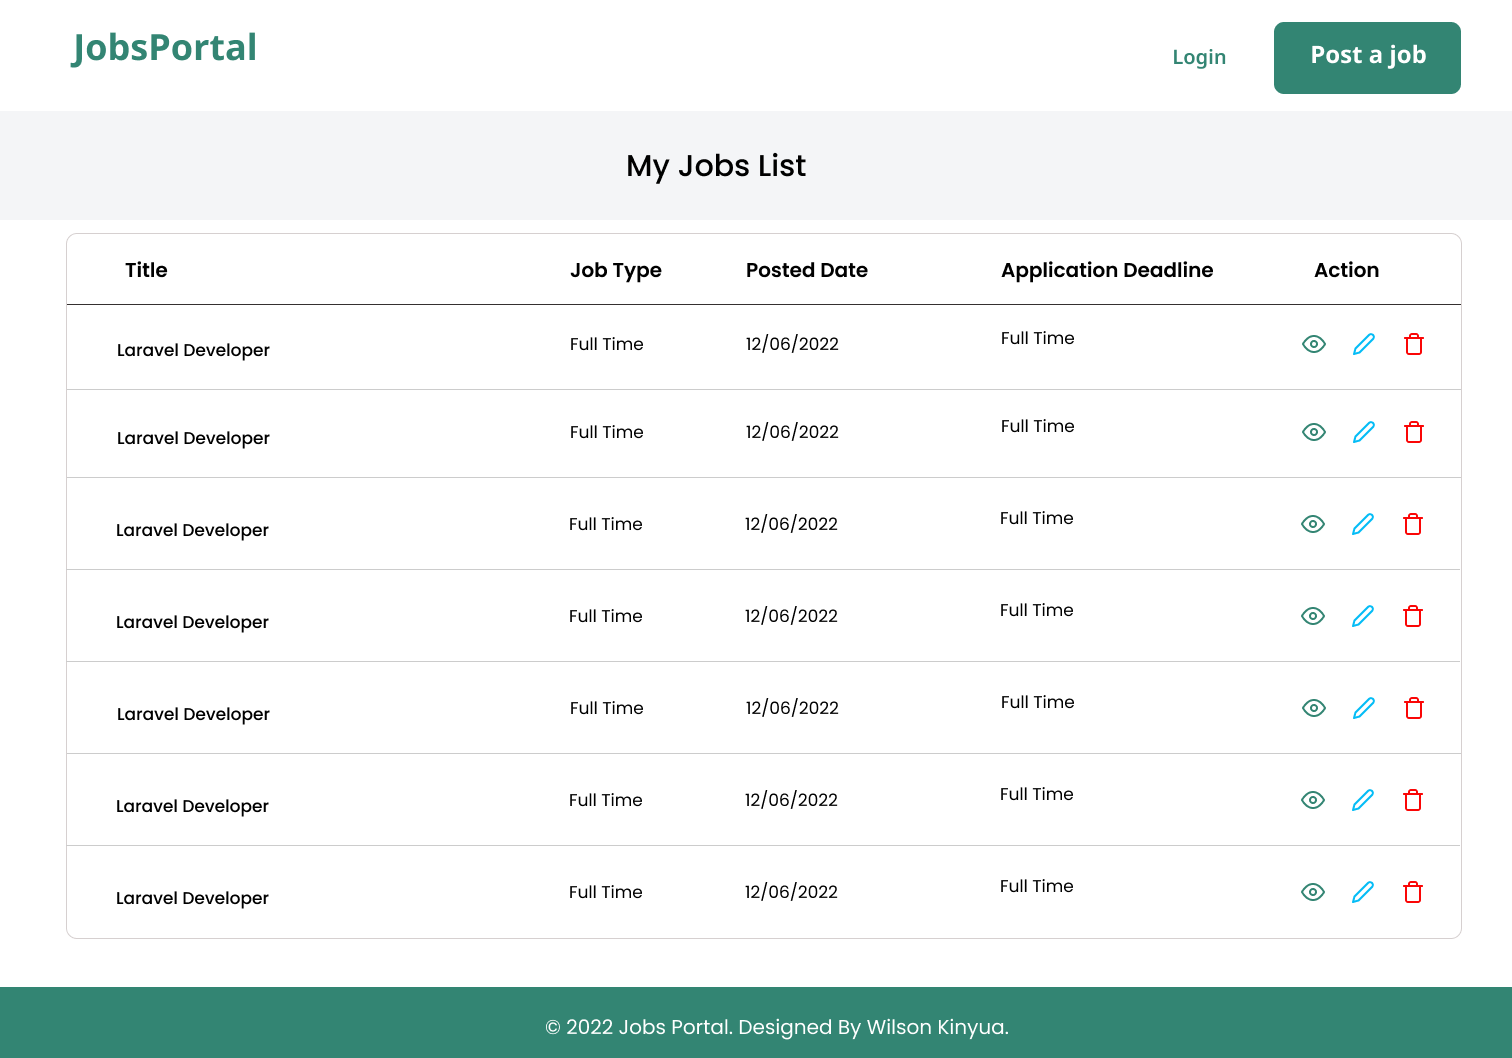 JobsPortal
Login
Post a job
My Jobs List
Title Job Type Posted Date Application Deadline Action
Laravel Developer Full Time 12/06/2022 Full Time
Laravel Developer Full Time 12/06/2022 Full Time
Laravel Developer Full Time 12/06/2022 Full Time
Laravel Developer Full Time 12/06/2022 Full Time
Laravel Developer Full Time 12/06/2022 Full Time
Laravel Developer Full Time 12/06/2022 Full Time
Laravel Developer Full Time 12/06/2022 Full Time
© 2022 Jobs Portal. Designed By Wilson Kinyua.